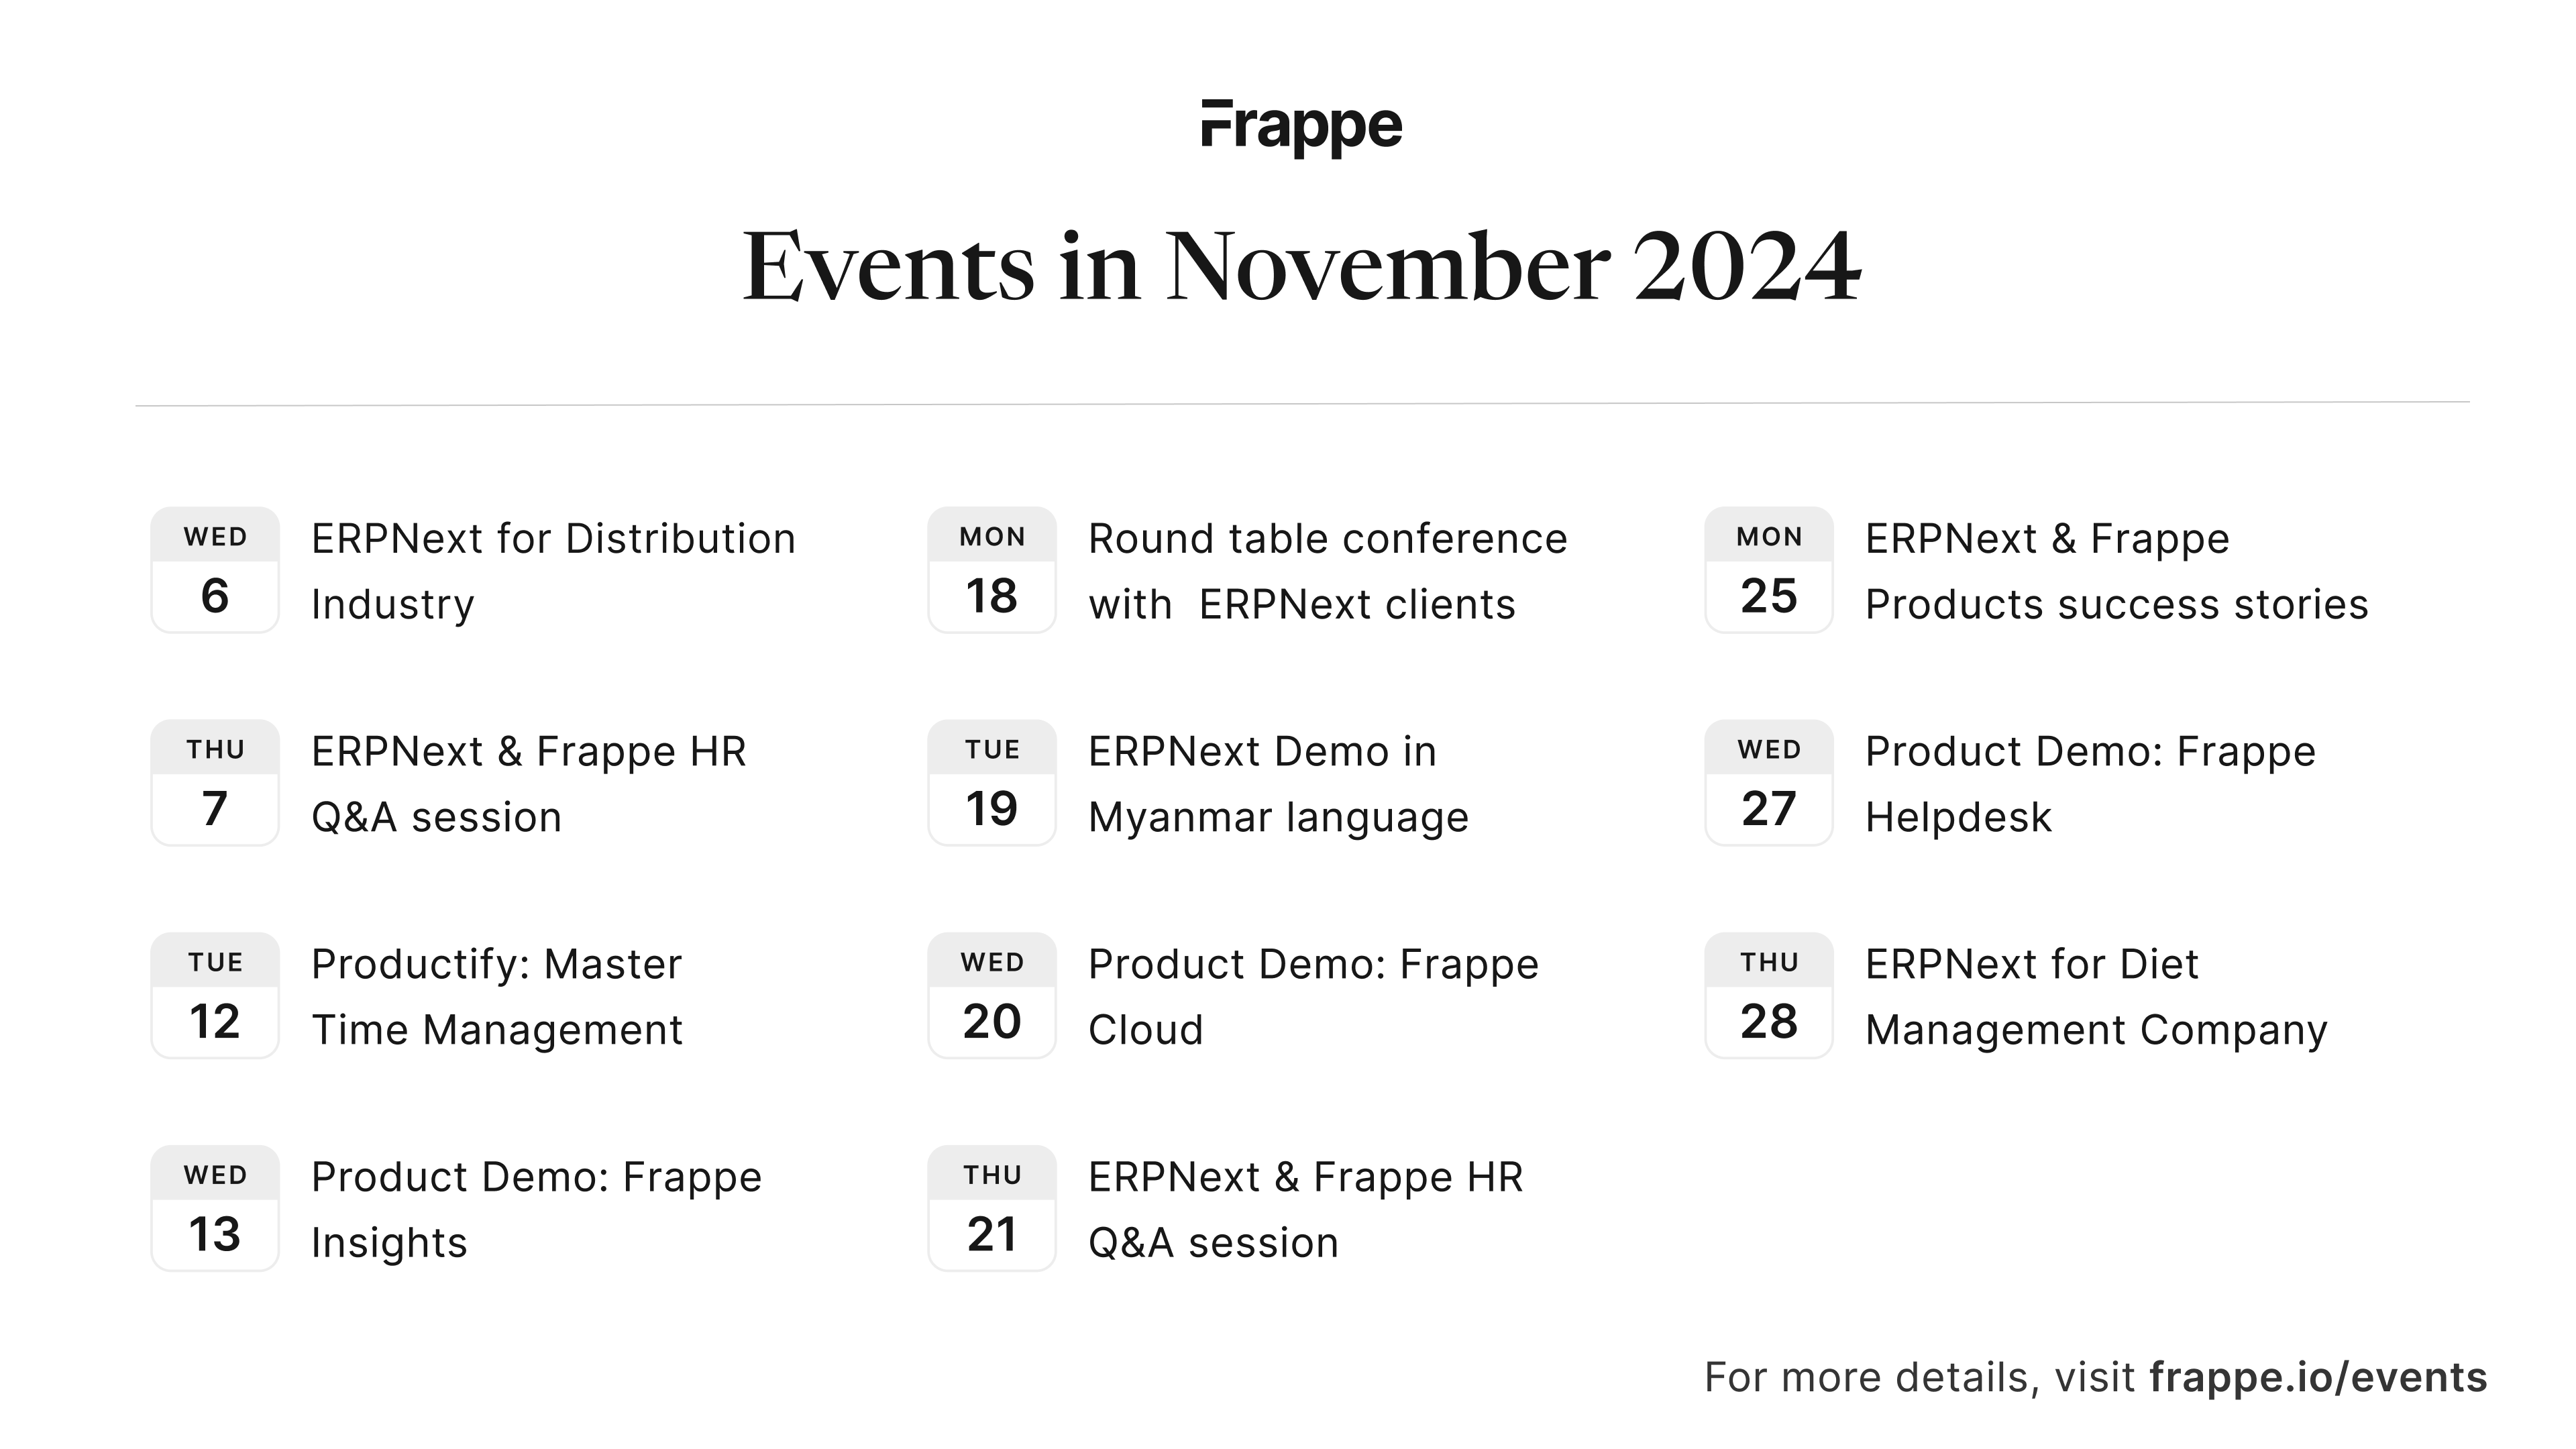 Frappe
Events in November 2024
WED
6
ERPNext for Distribution
Industry
THU
7
ERPNext & Frappe HR
Q&A session
TUE
12
Productify: Master
Time Management
WED
13
Product Demo: Frappe
Insights
MON
18
Round table conference
with  ERPNext clients
TUE
19
ERPNext Demo in
Myanmar language
WED
20
Product Demo: Frappe
Cloud
THU
21
ERPNext & Frappe HR
Q&A session
MON
25
ERPNext & Frappe
Products success stories
WED
27
Product Demo: Frappe
Helpdesk
THU
28
ERPNext for Diet
Management Company
For more details, visit frappe.io/events